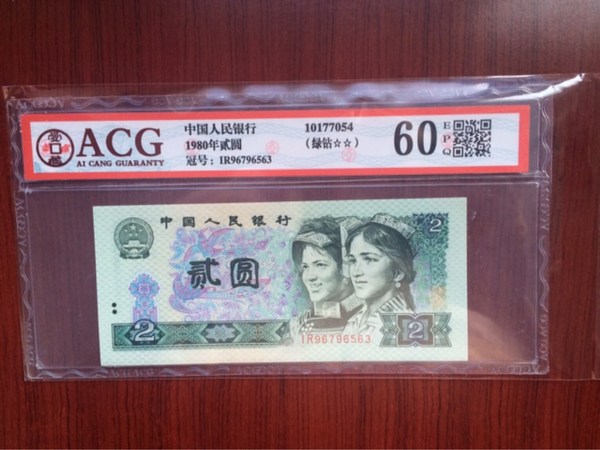 ACG
AI CANG GUARANTY
中国人民银行
1980年贰圆
冠号：IR96796563
10177054
(绿钻☆☆)
60
EPQ
中国人民银行
贰圆
2
2
2
IR96796563